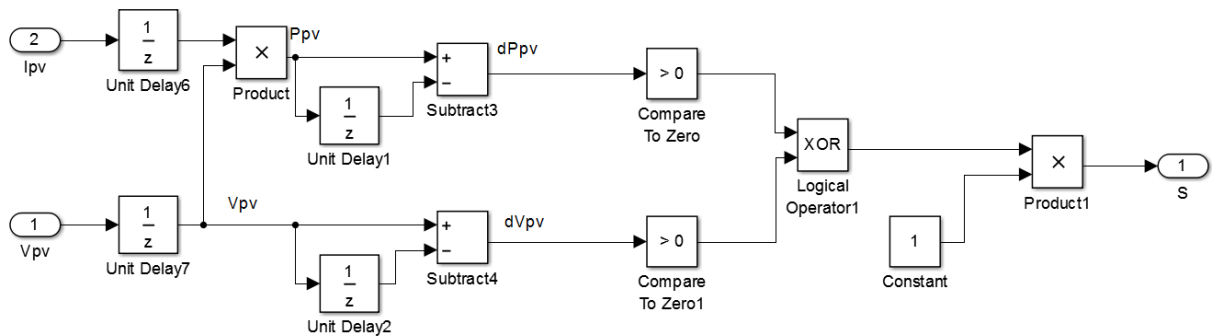 2
Ipv
1
z
Unit Delay6
×
Product
Ppv
1
z
Unit Delay1
+
−
Subtract3
dPpv
> 0
Compare
To Zero
XOR
Logical
Operator1
×
Product1
1
S
1
Vpv
1
z
Unit Delay7
Vpv
1
z
Unit Delay2
+
−
Subtract4
dVpv
> 0
Compare
To Zero1
1
Constant